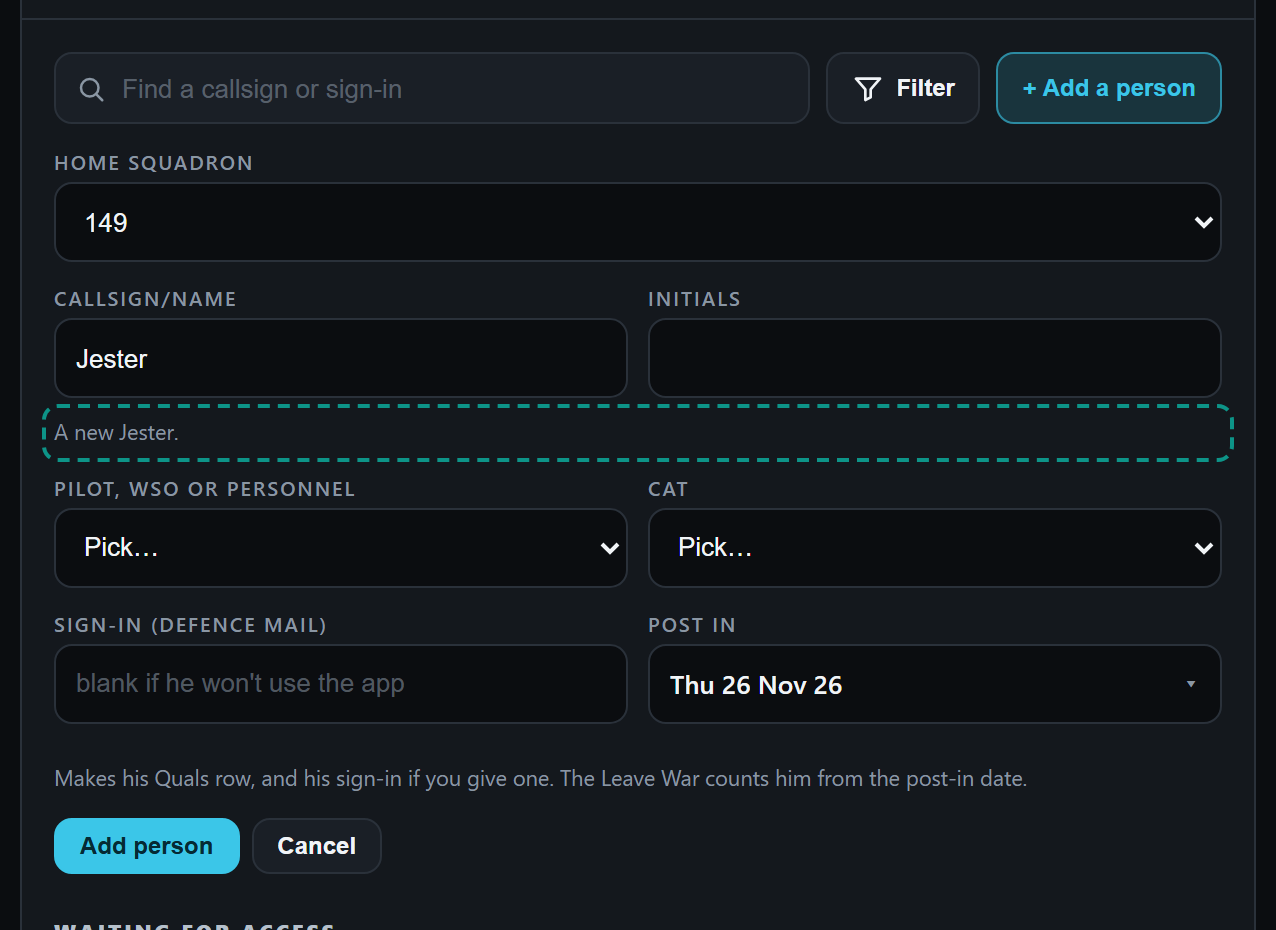 Find a callsign or sign-in
Filter
+ Add a person
HOME SQUADRON
149
CALLSIGN/NAME
INITIALS
Jester
A new Jester.
PILOT, WSO OR PERSONNEL
CAT
Pick…
Pick…
SIGN-IN (DEFENCE MAIL)
POST IN
blank if he won't use the app
Thu 26 Nov 26
Makes his Quals row, and his sign-in if you give one. The Leave War counts him from the post-in date.
Add person
Cancel
WAITING FOR ACCESS